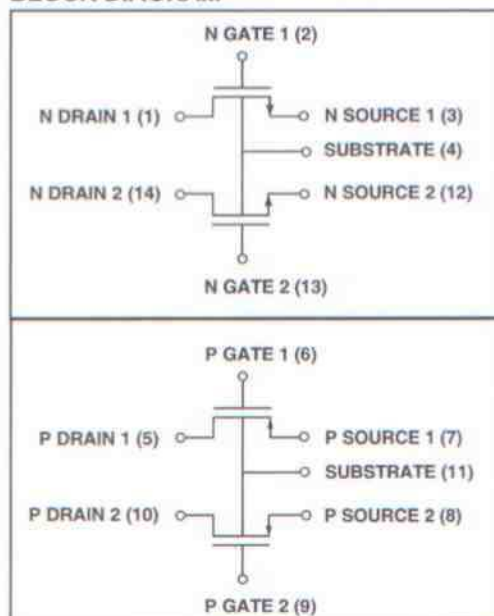 N GATE 1 (2)
N DRAIN 1 (1)
N SOURCE 1 (3)
SUBSTRATE (4)
N DRAIN 2 (14)
N SOURCE 2 (12)
N GATE 2 (13)
P GATE 1 (6)
P DRAIN 1 (5)
P SOURCE 1 (7)
SUBSTRATE (11)
P DRAIN 2 (10)
P SOURCE 2 (8)
P GATE 2 (9)